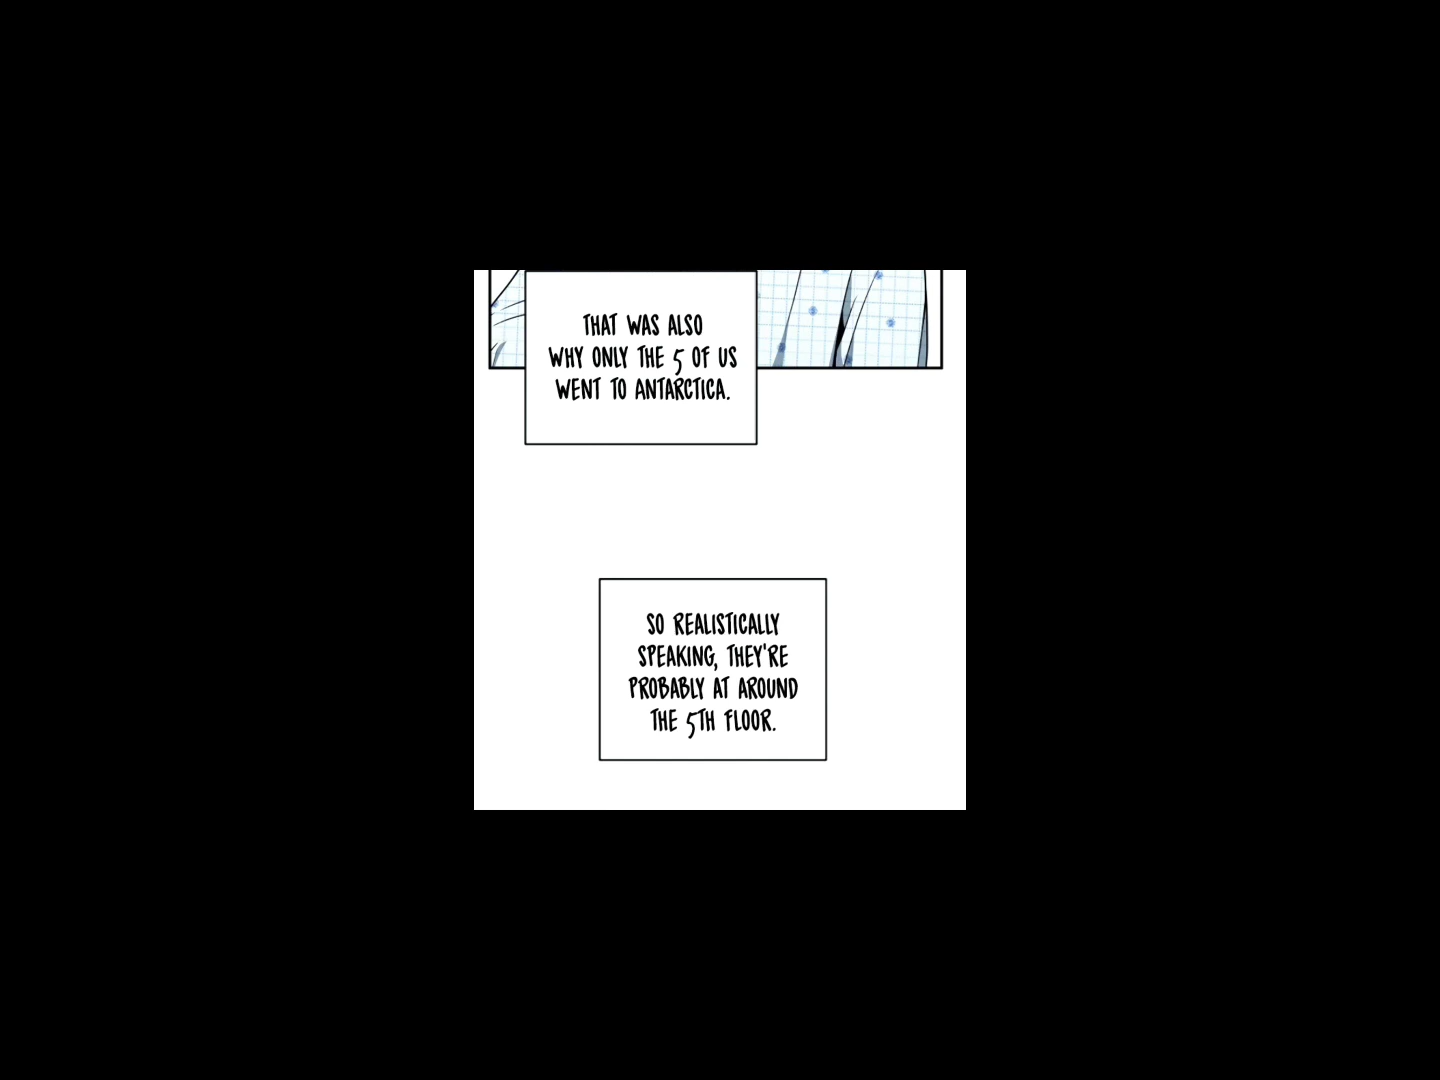 THAT WAS ALSO
WHY ONLY THE 5 OF US
WENT TO ANTARCTICA.
SO REALISTICALLY
SPEAKING, THEY'RE
PROBABLY AT AROUND
THE 5TH FLOOR.